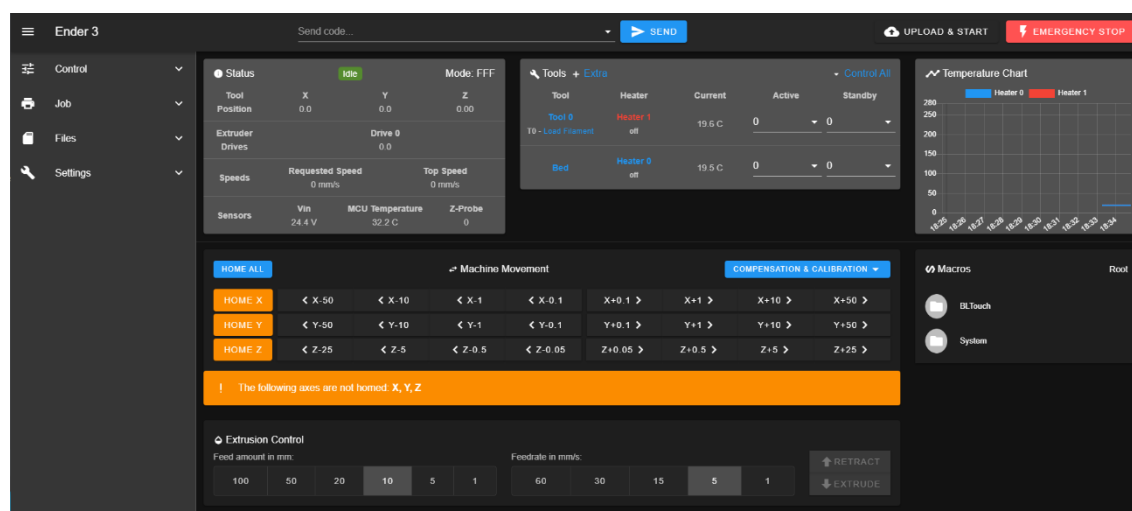 Ender 3
Send code...
SEND
UPLOAD & START
EMERGENCY STOP
Control
Job
Files
Settings
Status Idle Mode: FFF
Tool Position X Y Z
0.0 0.0 0.00
Extruder Drives Drive 0
0.0
Speeds Requested Speed Top Speed
0 mm/s 0 mm/s
Sensors Vin MCU Temperature Z-Probe
24.4 V 32.2 C 0
Tools + Extra Control All
Tool Heater Current Active Standby
Tool 0 Heater 1 19.6 C 0 0
T0 - Load Filament off
Bed Heater 0 19.5 C 0 0
off
Temperature Chart
Heater 0 Heater 1
280
250
200
150
100
50
0
18:25 18:26 18:27 18:28 18:29 18:30 18:31 18:32 18:33 18:34
HOME ALL Machine Movement COMPENSATION & CALIBRATION
HOME X X-50 X-10 X-1 X-0.1 X+0.1 X+1 X+10 X+50
HOME Y Y-50 Y-10 Y-1 Y-0.1 Y+0.1 Y+1 Y+10 Y+50
HOME Z Z-25 Z-5 Z-0.5 Z-0.05 Z+0.05 Z+0.5 Z+5 Z+25
! The following axes are not homed: X, Y, Z
Macros Root
BLTouch
System
Extrusion Control
Feed amount in mm: Feedrate in mm/s:
100 50 20 10 5 1 60 30 15 5 1
RETRACT
EXTRUDE